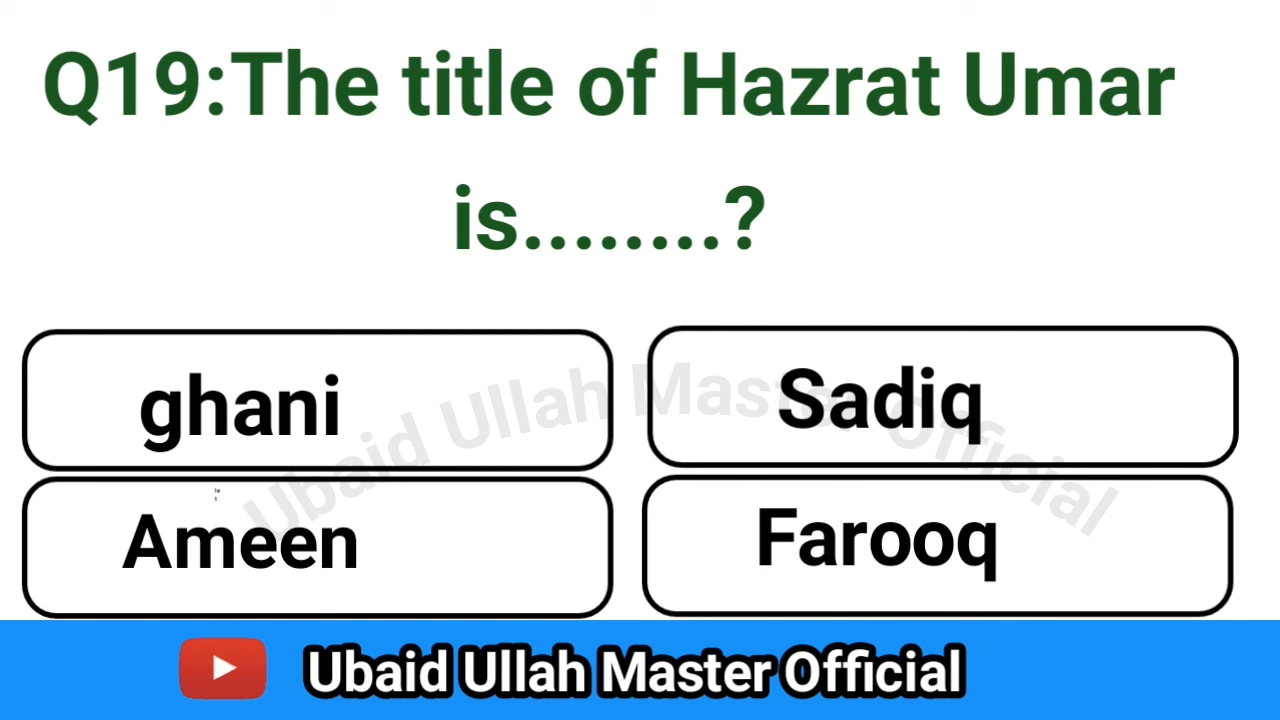 Q19:The title of Hazrat Umar
is........?
ghani
Sadiq
Ameen
Farooq
Ubaid Ullah Master Official
Ubaid Ullah Master Official